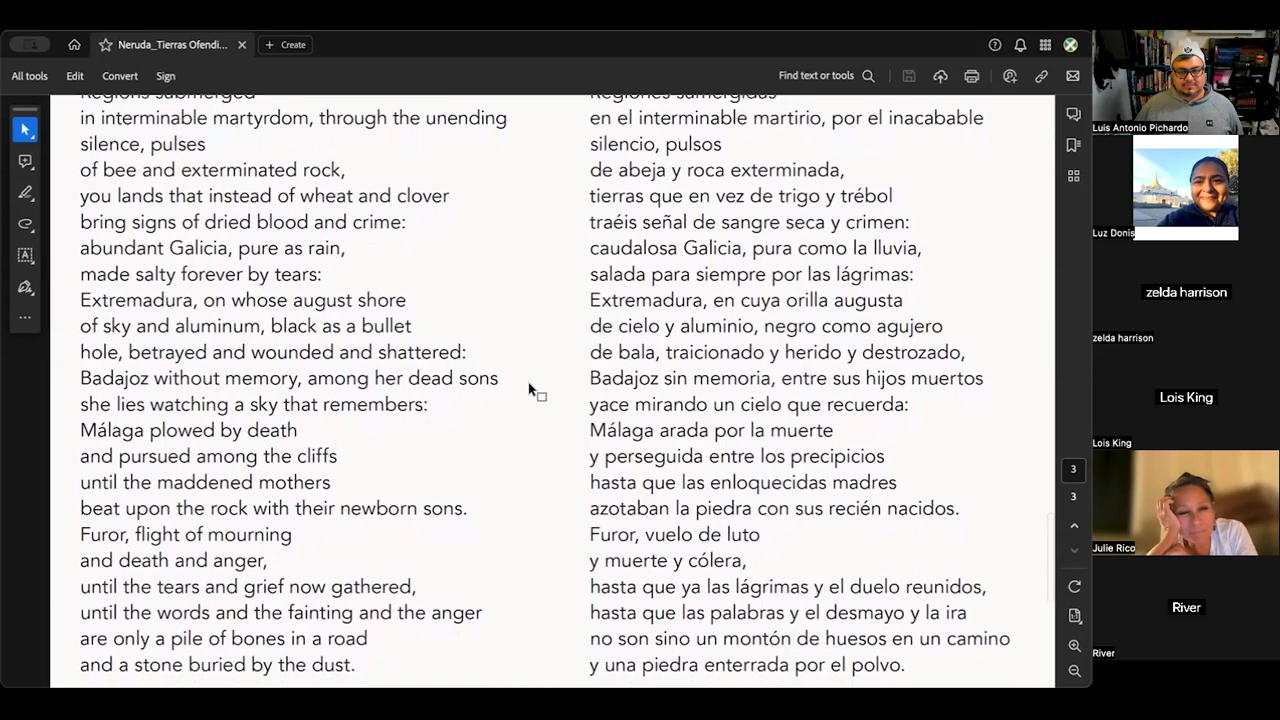 Neruda_Tierras Ofendi...
Create
All tools
Edit
Convert
Sign
Find text or tools
Regions submerged
in interminable martyrdom, through the unending
silence, pulses
of bee and exterminated rock,
you lands that instead of wheat and clover
bring signs of dried blood and crime:
abundant Galicia, pure as rain,
made salty forever by tears:
Extremadura, on whose august shore
of sky and aluminum, black as a bullet
hole, betrayed and wounded and shattered:
Badajoz without memory, among her dead sons
she lies watching a sky that remembers:
Málaga plowed by death
and pursued among the cliffs
until the maddened mothers
beat upon the rock with their newborn sons.
Furor, flight of mourning
and death and anger,
until the tears and grief now gathered,
until the words and the fainting and the anger
are only a pile of bones in a road
and a stone buried by the dust.
Regiones sumergidas
en el interminable martirio, por el inacabable
silencio, pulsos
de abeja y roca exterminada,
tierras que en vez de trigo y trébol
traéis señal de sangre seca y crimen:
caudalosa Galicia, pura como la lluvia,
salada para siempre por las lágrimas:
Extremadura, en cuya orilla augusta
de cielo y aluminio, negro como agujero
de bala, traicionado y herido y destrozado,
Badajoz sin memoria, entre sus hijos muertos
yace mirando un cielo que recuerda:
Málaga arada por la muerte
y perseguida entre los precipicios
hasta que las enloquecidas madres
azotaban la piedra con sus recién nacidos.
Furor, vuelo de luto
y muerte y cólera,
hasta que ya las lágrimas y el duelo reunidos,
hasta que las palabras y el desmayo y la ira
no son sino un montón de huesos en un camino
y una piedra enterrada por el polvo.
3
3
Luis Antonio Pichardo
Luz Donis
zelda harrison
zelda harrison
Lois King
Lois King
Julie Rico
River
River